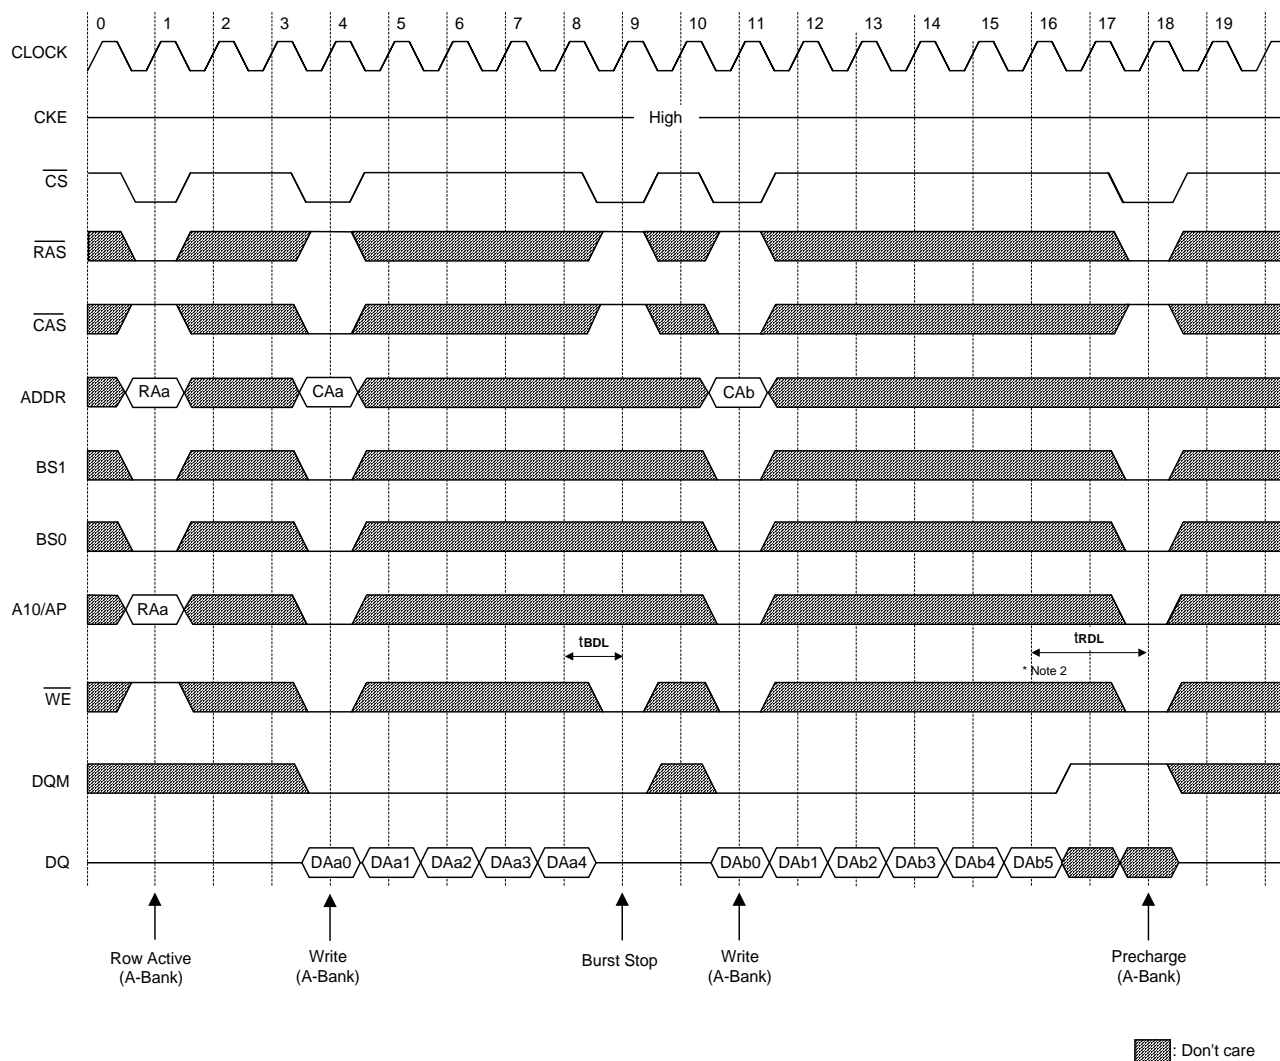 0 1 2 3 4 5 6 7 8 9 10 11 12 13 14 15 16 17 18 19
CLOCK
CKE High
CS
RAS
CAS
ADDR RAa CAa CAb
BS1
BS0
A10/AP RAa
tBDL tRDL
* Note 2
WE
DQM
DQ DAa0 DAa1 DAa2 DAa3 DAa4 DAb0 DAb1 DAb2 DAb3 DAb4 DAb5
Row Active Write Burst Stop Write Precharge
(A-Bank) (A-Bank) (A-Bank) (A-Bank)
: Don't care